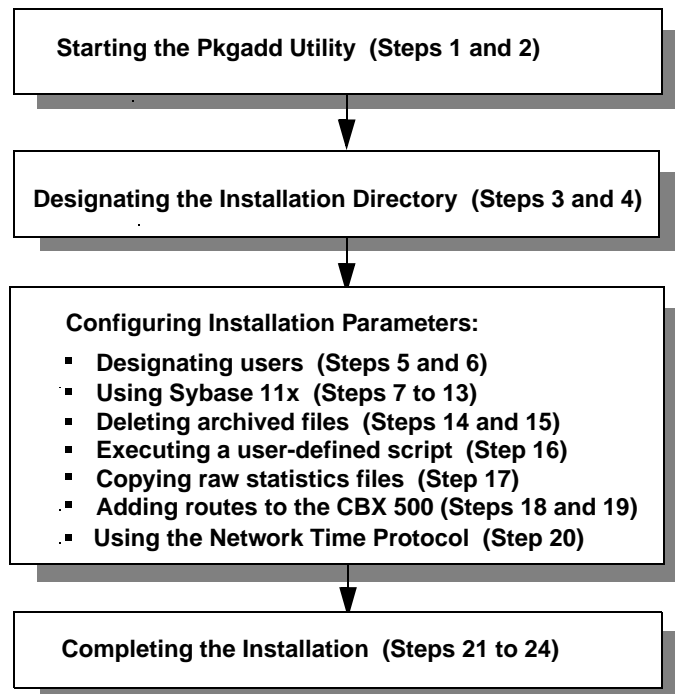 Starting the Pkgadd Utility (Steps 1 and 2)
Designating the Installation Directory (Steps 3 and 4)
Configuring Installation Parameters:
▪ Designating users (Steps 5 and 6)
▪ Using Sybase 11x (Steps 7 to 13)
▪ Deleting archived files (Steps 14 and 15)
▪ Executing a user-defined script (Step 16)
▪ Copying raw statistics files (Step 17)
▪ Adding routes to the CBX 500 (Steps 18 and 19)
▪ Using the Network Time Protocol (Step 20)
Completing the Installation (Steps 21 to 24)